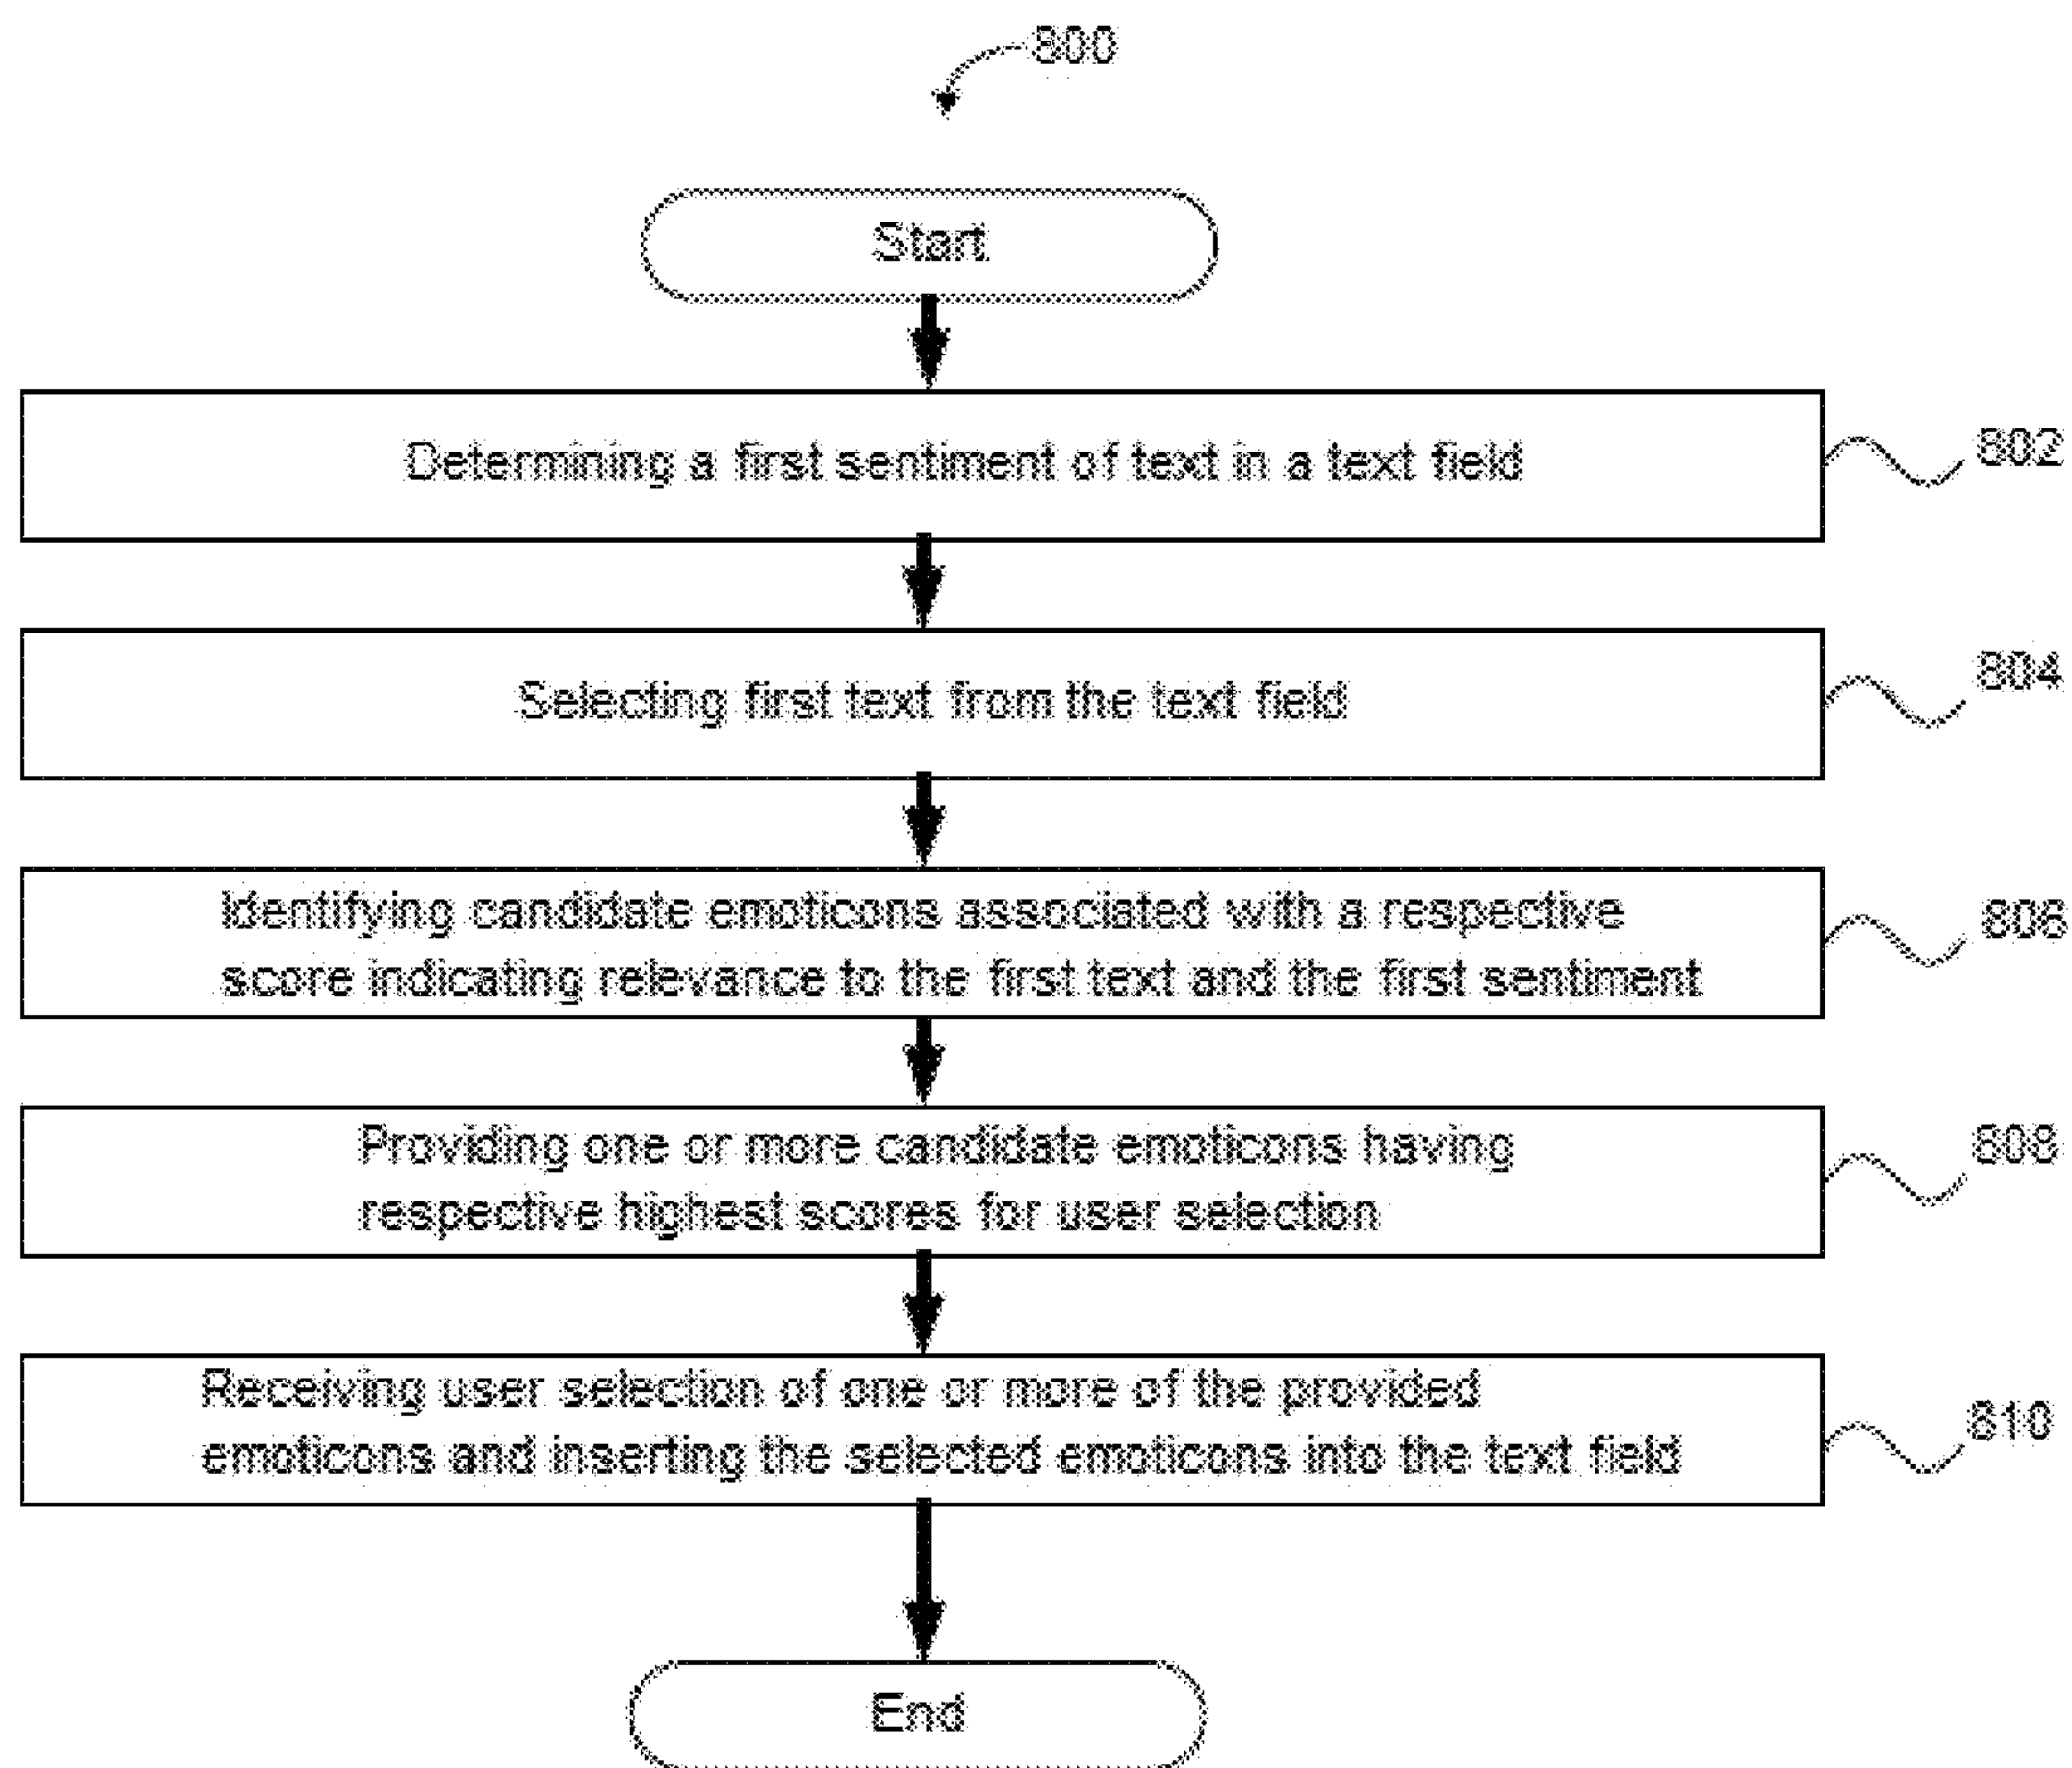 800
Start
Determining a first sentiment of text in a text field
802
Selecting first text from the text field
804
Identifying candidate emoticons associated with a respective
score indicating relevance to the first text and the first sentiment
806
Providing one or more candidate emoticons having
respective highest scores for user selection
808
Receiving user selection of one or more of the provided
emoticons and inserting the selected emoticons into the text field
810
End